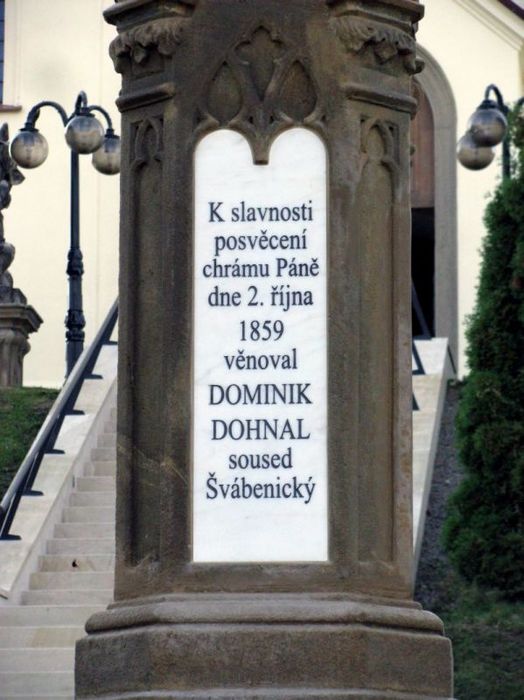 K slavnosti
posvěcení
chrámu Páně
dne 2. října
1859
věnoval
DOMINIK
DOHNAL
soused
Švábenický